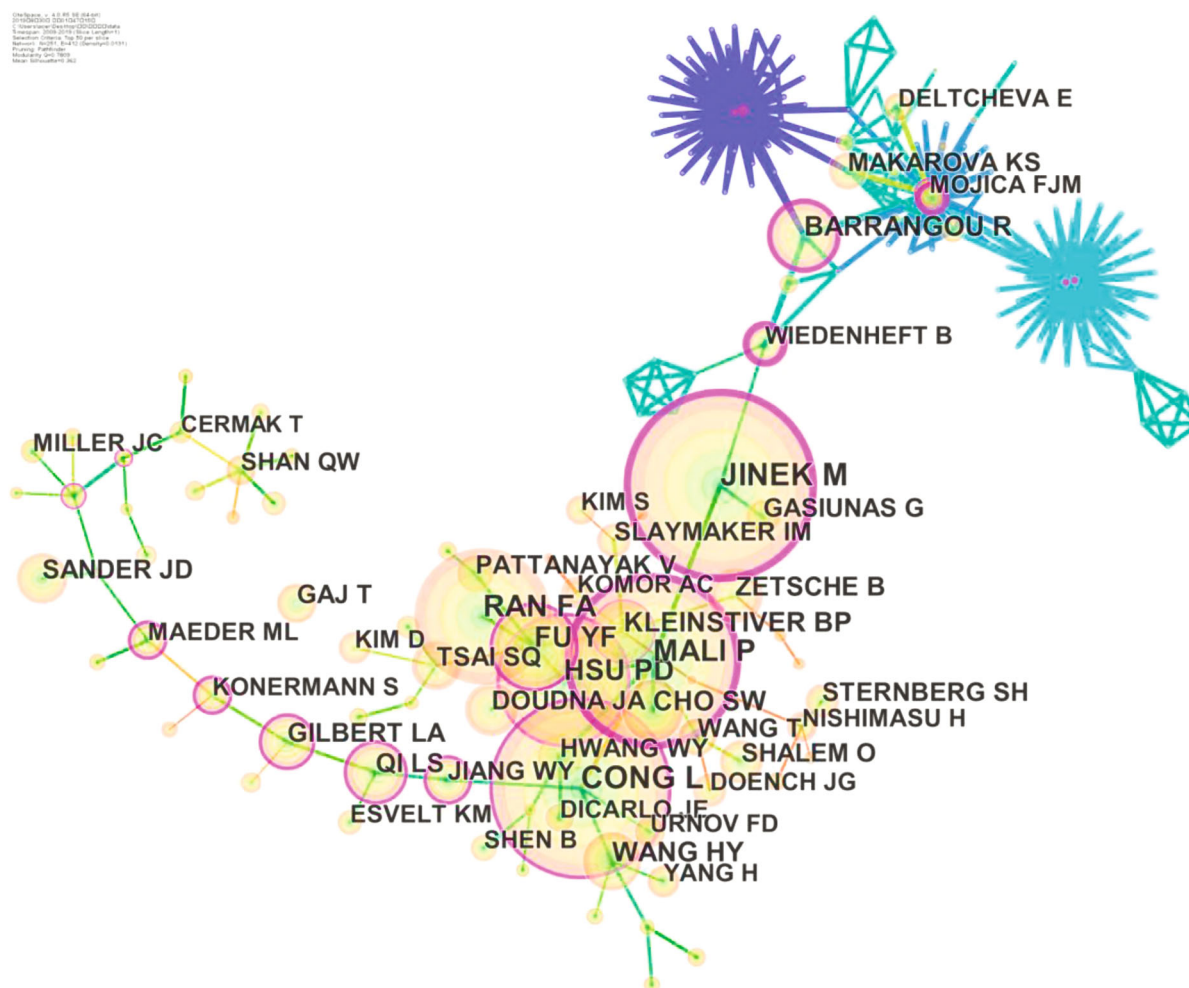 DELTCHEVA E
MAKAROVA KS
MOJICA FJM
BARRANGOU R
WIEDENHEFT B
CERMAK T
MILLER JC
SHAN QW
JINEK M
KIM S
GASIUNAS G
SLAYMAKER IM
SANDER JD
PATTANAYAK V
KOMOR AC
ZETSCHE B
GAJ T
RAN FA
KLEINSTIVER BP
MAEDER ML
KIM D
FU YF
MALI P
TSAI SQ
HSU PD
KONERMANN S
DOUDNA JA
CHO SW
STERNBERG SH
NISHIMASU H
GILBERT LA
WANG T
HWANG WY
SHALEM O
QI LS
JIANG WY
CONG L
DOENCH JG
ESVELT KM
DICARLO JE
URNOV FD
SHEN B
WANG HY
YANG H